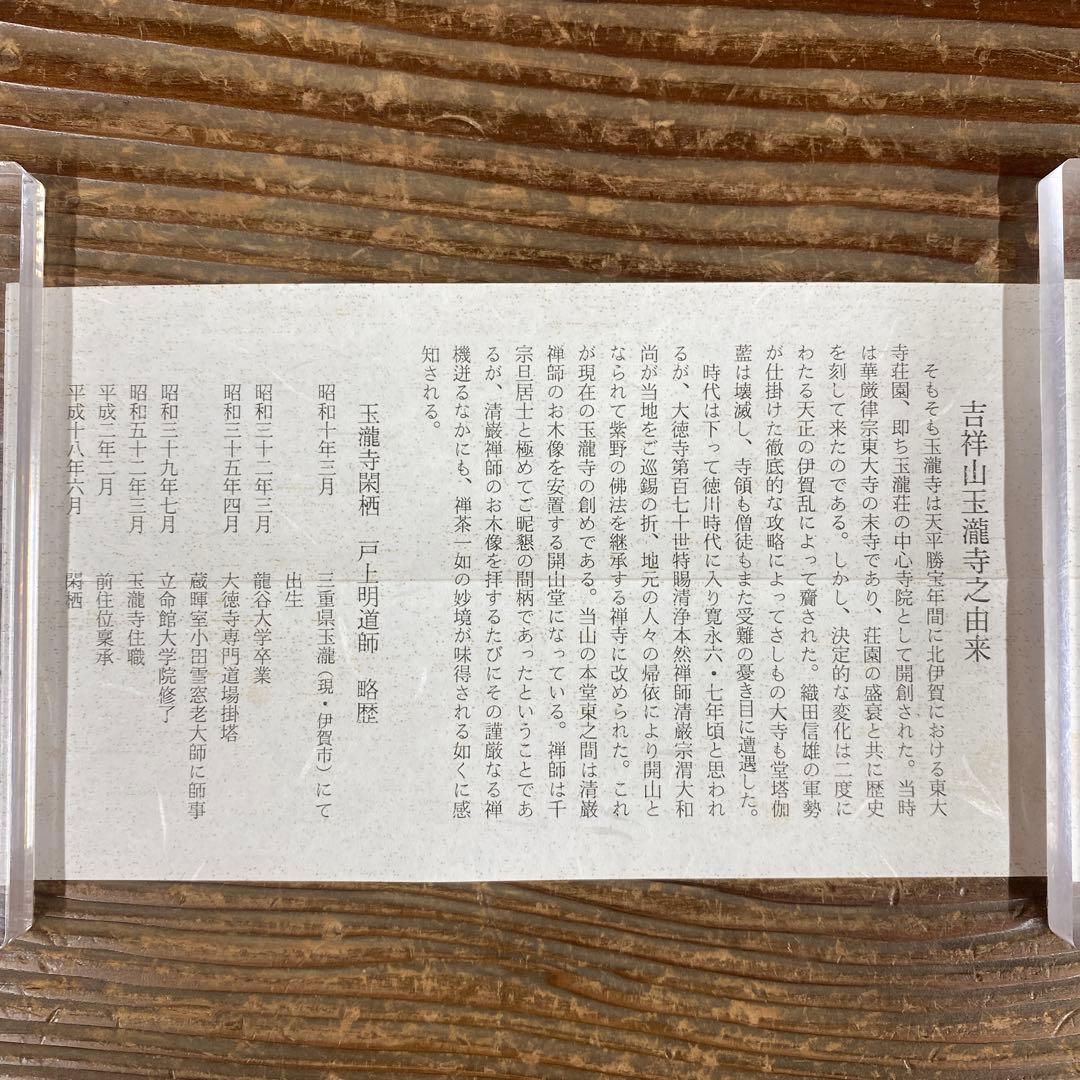 吉祥山玉瀧寺之由来
そもそも玉瀧寺は天平勝宝年間に北伊賀における東大
寺荘園、即ち玉瀧荘の中心寺院として開創された。当時
は華厳律宗東大寺の末寺であり、荘園の盛衰と共に歴史
を刻して来たのである。しかし、決定的な変化は二度に
わたる天正の伊賀乱によって齎された。織田信雄の軍勢
が仕掛けた徹底的な攻略によってさしもの大寺も堂塔伽
藍は壊滅し、寺領も僧徒もまた受難の憂き目に遭遇した。
時代は下って徳川時代に入り寛永六・七年頃と思われ
るが、大徳寺第百七十世特賜清浄本然禅師清巌宗渭大和
尚が当地をご巡錫の折、地元の人々の帰依により開山と
なられて紫野の佛法を継承する禅寺に改められた。これ
が現在の玉瀧寺の創めである。当山の本堂東之間は清巌
禅師のお木像を安置する開山堂になっている。禅師は千
宗旦居士と極めてご昵懇の間柄であったということであ
るが、清巌禅師のお木像を拝するたびにその謹厳なる禅
機迸るなかにも、禅茶一如の妙境が味得される如くに感
知される。
玉瀧寺閑栖　戸上明道師　略歴
昭和十年三月　三重県玉瀧（現・伊賀市）にて
出生
昭和三十二年三月　龍谷大学卒業
昭和三十五年四月　大徳寺専門道場掛塔
蔵暉室小田雪窓老大師に師事
昭和三十九年七月　立命館大学院修了
昭和五十二年三月　玉瀧寺住職
平成二年二月　前住位稟承
平成十八年六月　閑栖